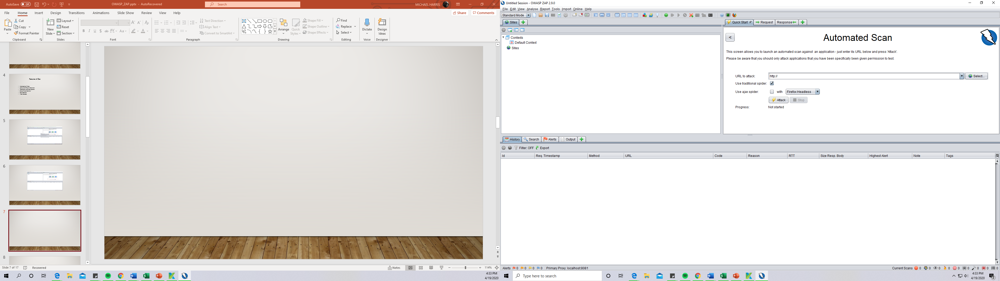 AutoSave Off
OWASP_ZAP.pptx - AutoRecovered
Search
MICHAEL HARRIS
File Home Insert Design Transitions Animations Slide Show Review View Help
Share Comments
Paste
Cut
Copy
Format Painter
Clipboard
New Slide
Layout
Reset
Section
Slides
B I U S ab AV Aa A
Font
Text Direction
Align Text
Convert to SmartArt
Paragraph
Arrange
Quick Styles
Shape Fill
Shape Outline
Shape Effects
Drawing
Find
Replace
Select
Editing
Dictate
Voice
Design Ideas
Designer
4
Features of Zap
5
6
7
8
Slide 7 of 17
Recovered
Notes
114%
4:33 PM
4/19/2020
Untitled Session - OWASP ZAP 2.9.0
File Edit View Analyse Report Tools Import Online Help
Standard Mode
Sites
Contexts
Default Context
Sites
Quick Start Request Response
<
Automated Scan
This screen allows you to launch an automated scan against an application - just enter its URL below and press 'Attack'.
Please be aware that you should only attack applications that you have been specifically been given permission to test.
URL to attack: http:// Select...
Use traditional spider:
Use ajax spider: with Firefox Headless
Attack Stop
Progress: Not started
History Search Alerts Output
Filter: OFF Export
Id Req. Timestamp Method URL Code Reason RTT Size Resp. Body Highest Alert Note Tags
Alerts 0 0 0 0 Primary Proxy: localhost:8081
Current Scans 0 0 0 0 0 0 0 0 0
Type here to search
4:33 PM
4/19/2020